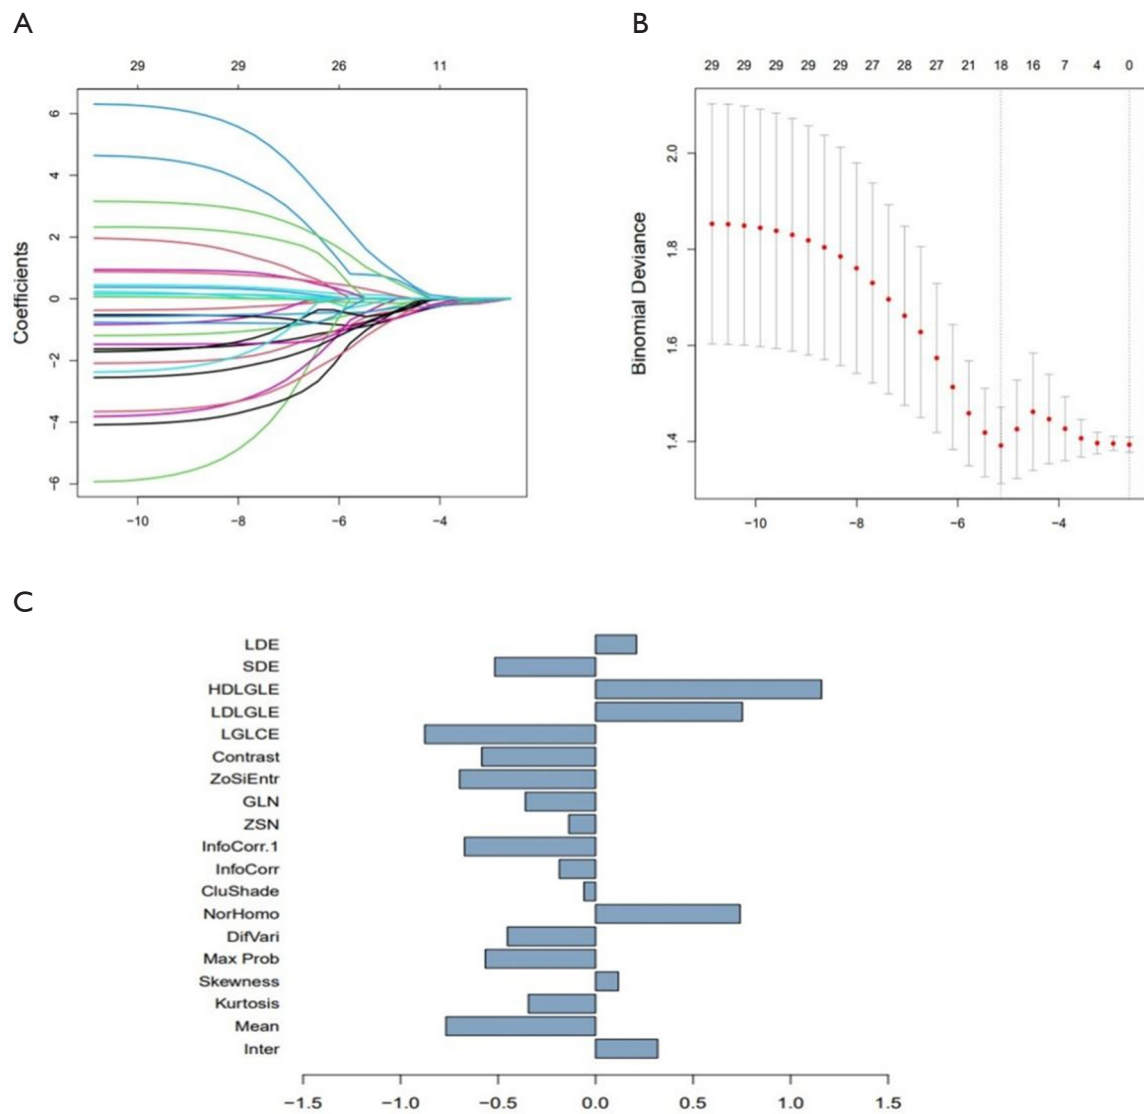 A
29 29 26 11
6
4
2
0
−2
−4
−6
Coefficients
−10 −8 −6 −4
B
29 29 29 29 29 27 28 27 21 18 16 7 4 0
2.0
1.8
1.6
1.4
Binomial Deviance
−10 −8 −6 −4
C
LDE
SDE
HDLGLE
LDLGLE
LGLCE
Contrast
ZoSiEntr
GLN
ZSN
InfoCorr.1
InfoCorr
CluShade
NorHomo
DifVari
Max Prob
Skewness
Kurtosis
Mean
Inter
−1.5 −1.0 −0.5 0.0 0.5 1.0 1.5